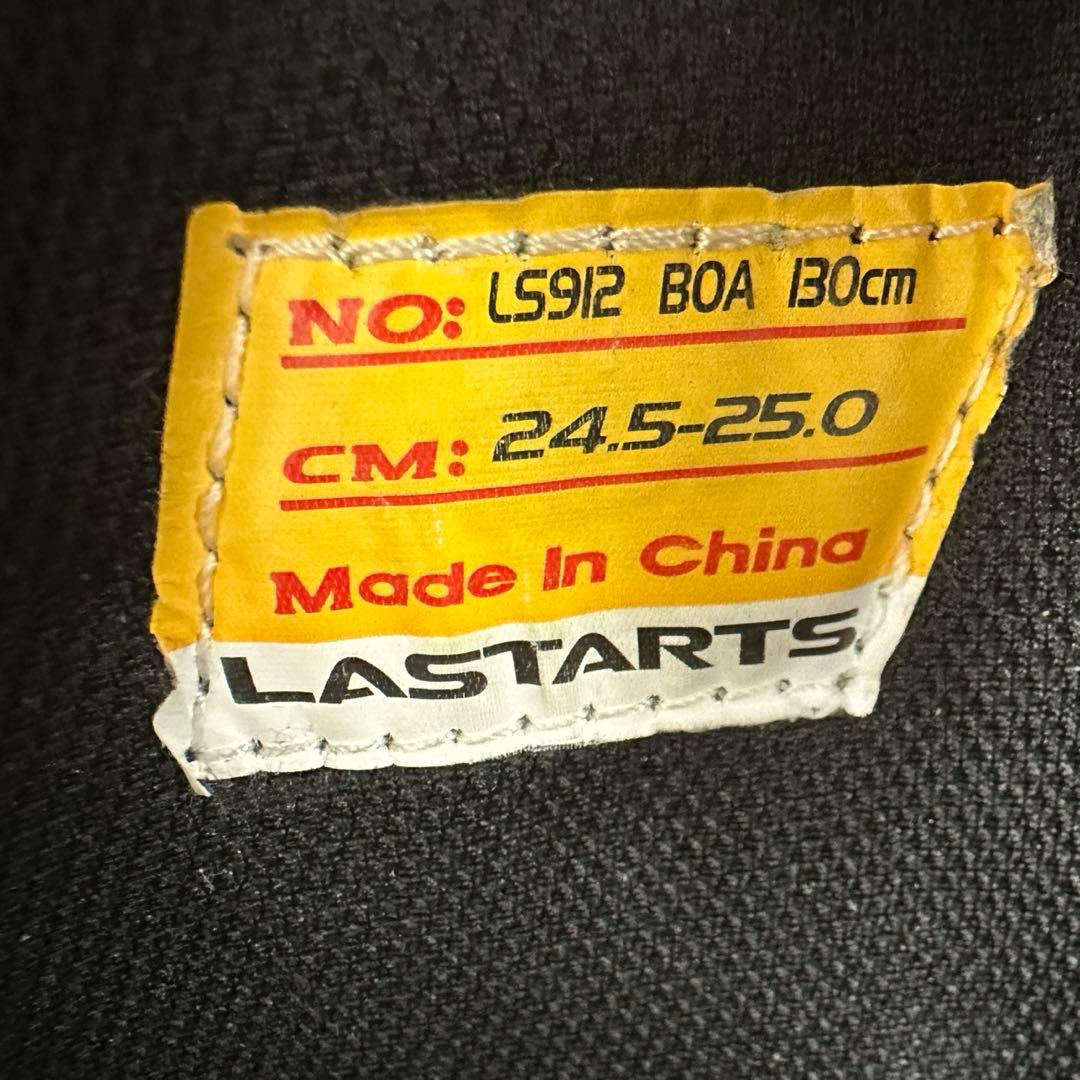 NO: LS912 BOA 130cm
CM: 24.5-25.0
Made In China
LASTARTS